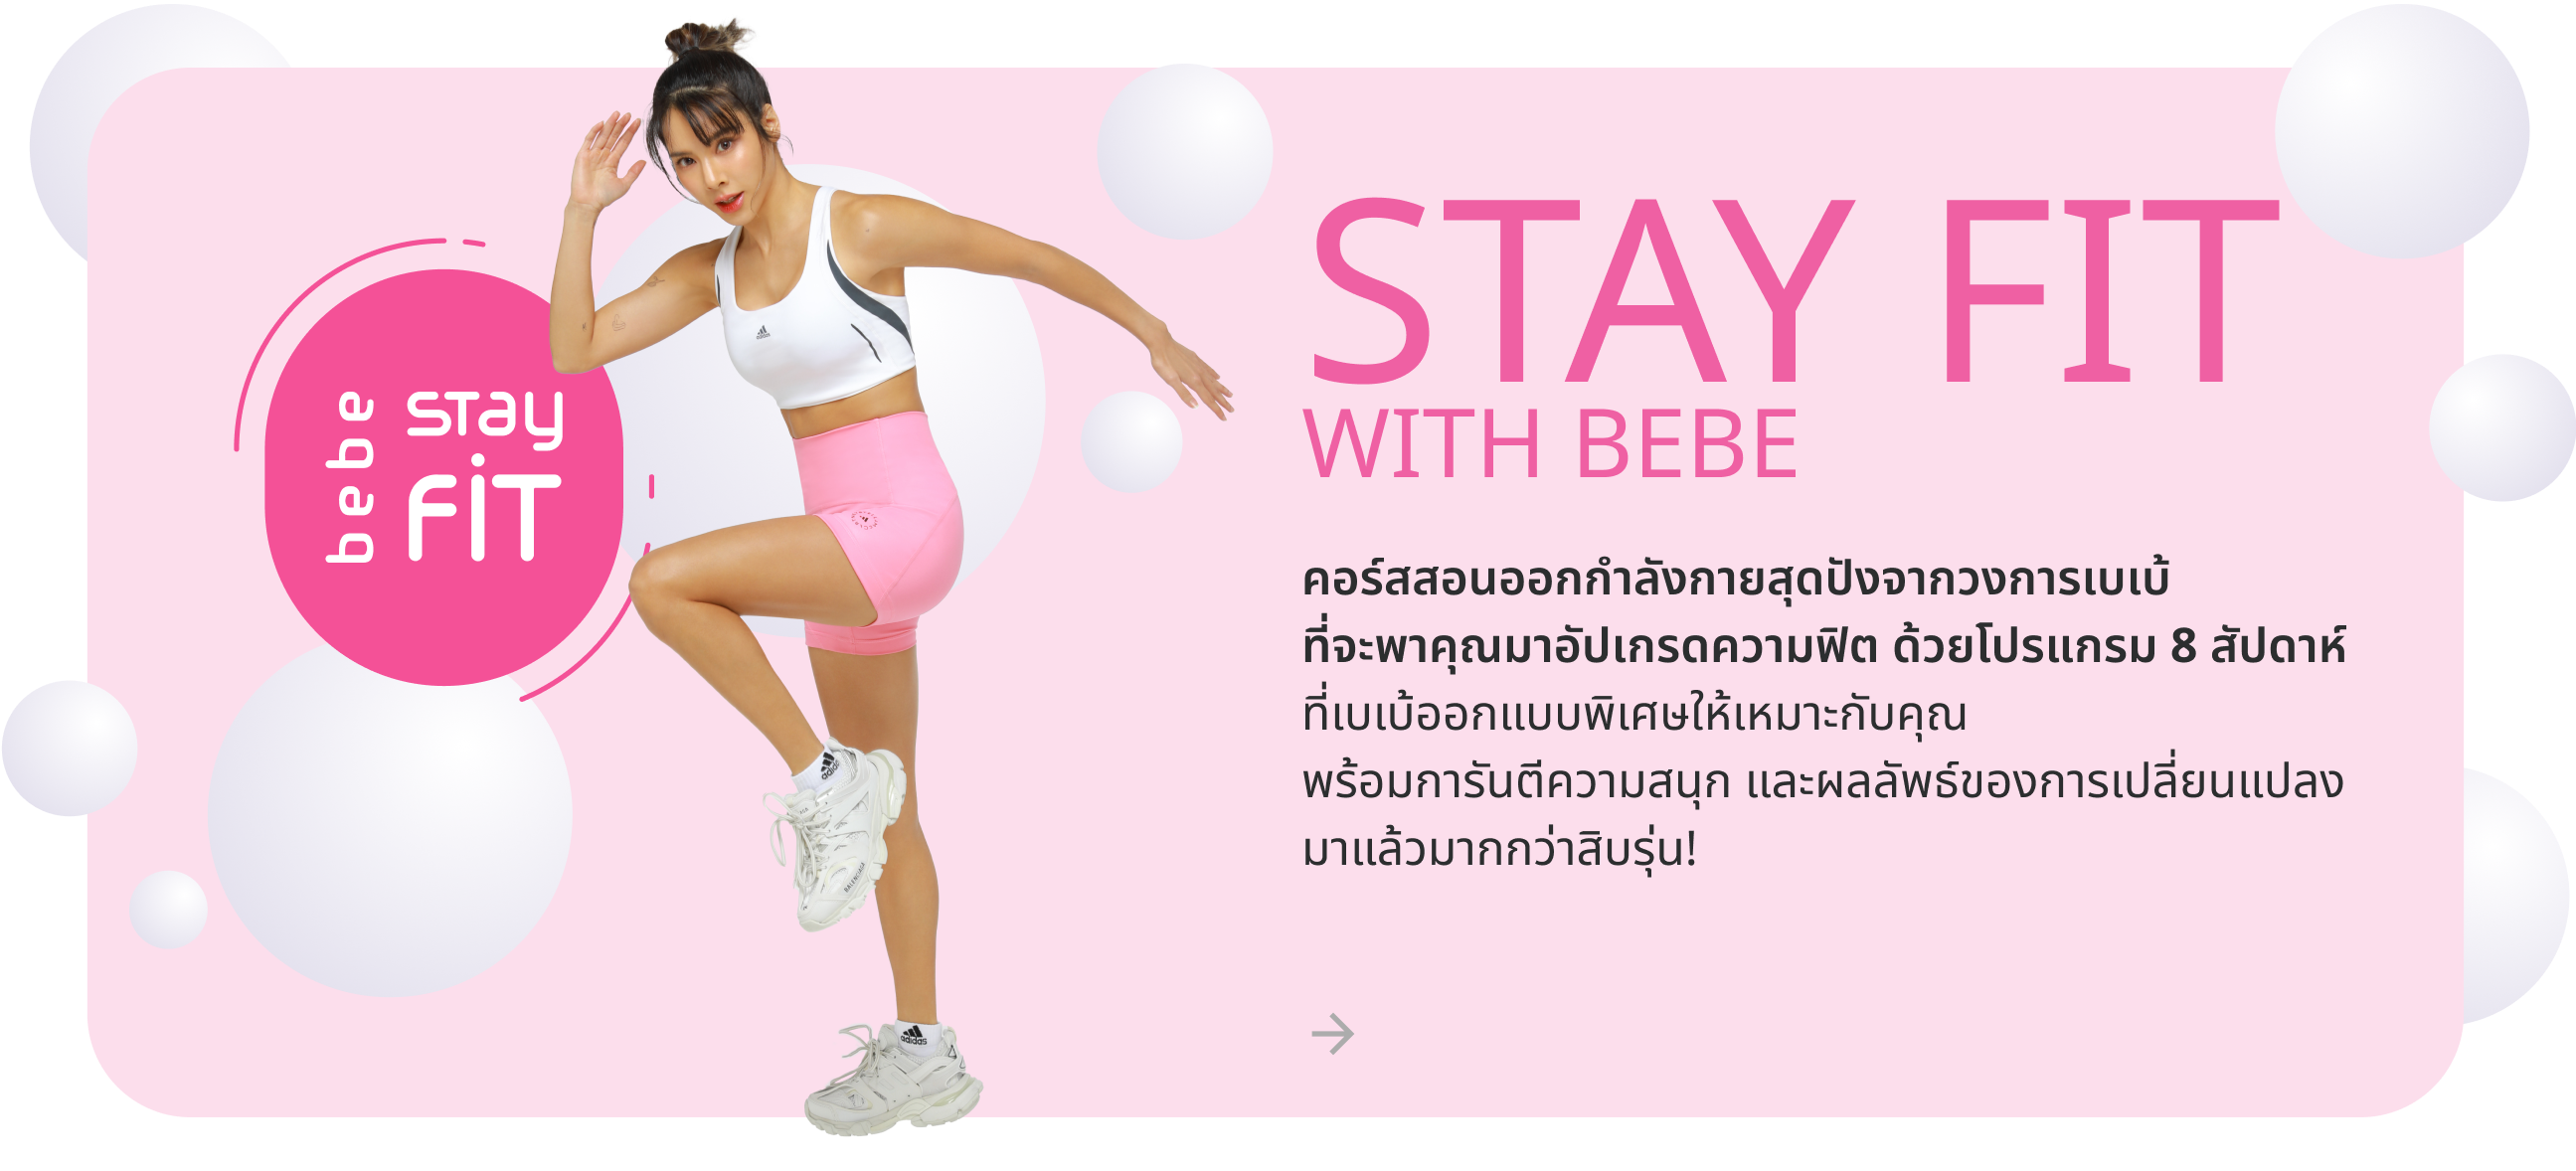 bebe
stay
FiT
adidas
adidas
BALENCIAGA
STAY FIT
WITH BEBE
คอร์สสอนออกกำลังกายสุดปังจากวงการเบเบ้
ที่จะพาคุณมาอัปเกรดความฟิต ด้วยโปรแกรม 8 สัปดาห์
ที่เบเบ้ออกแบบพิเศษให้เหมาะกับคุณ
พร้อมการันตีความสนุก และผลลัพธ์ของการเปลี่ยนแปลง
มาแล้วมากกว่าสิบรุ่น!